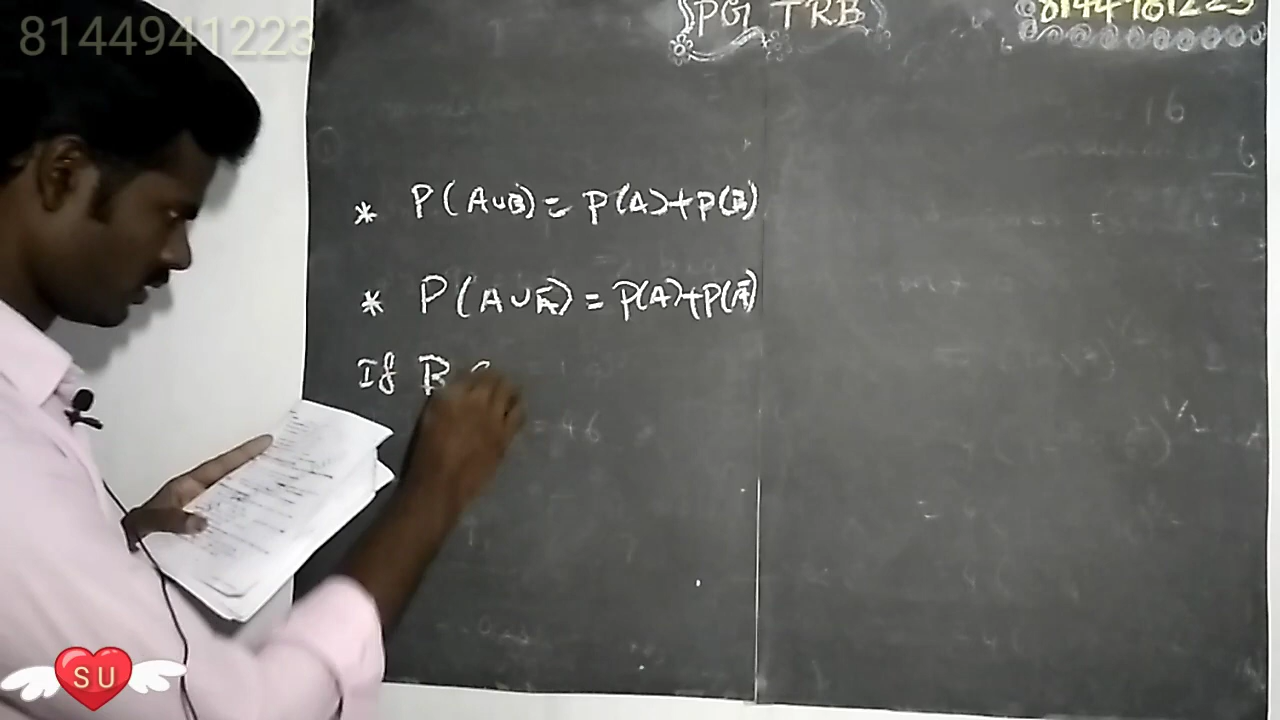 8144941223
PG TRB
* P(A∪B) = P(A)+P(B)
* P(A∪Ā) = P(A)+P(Ā)
If B
SU